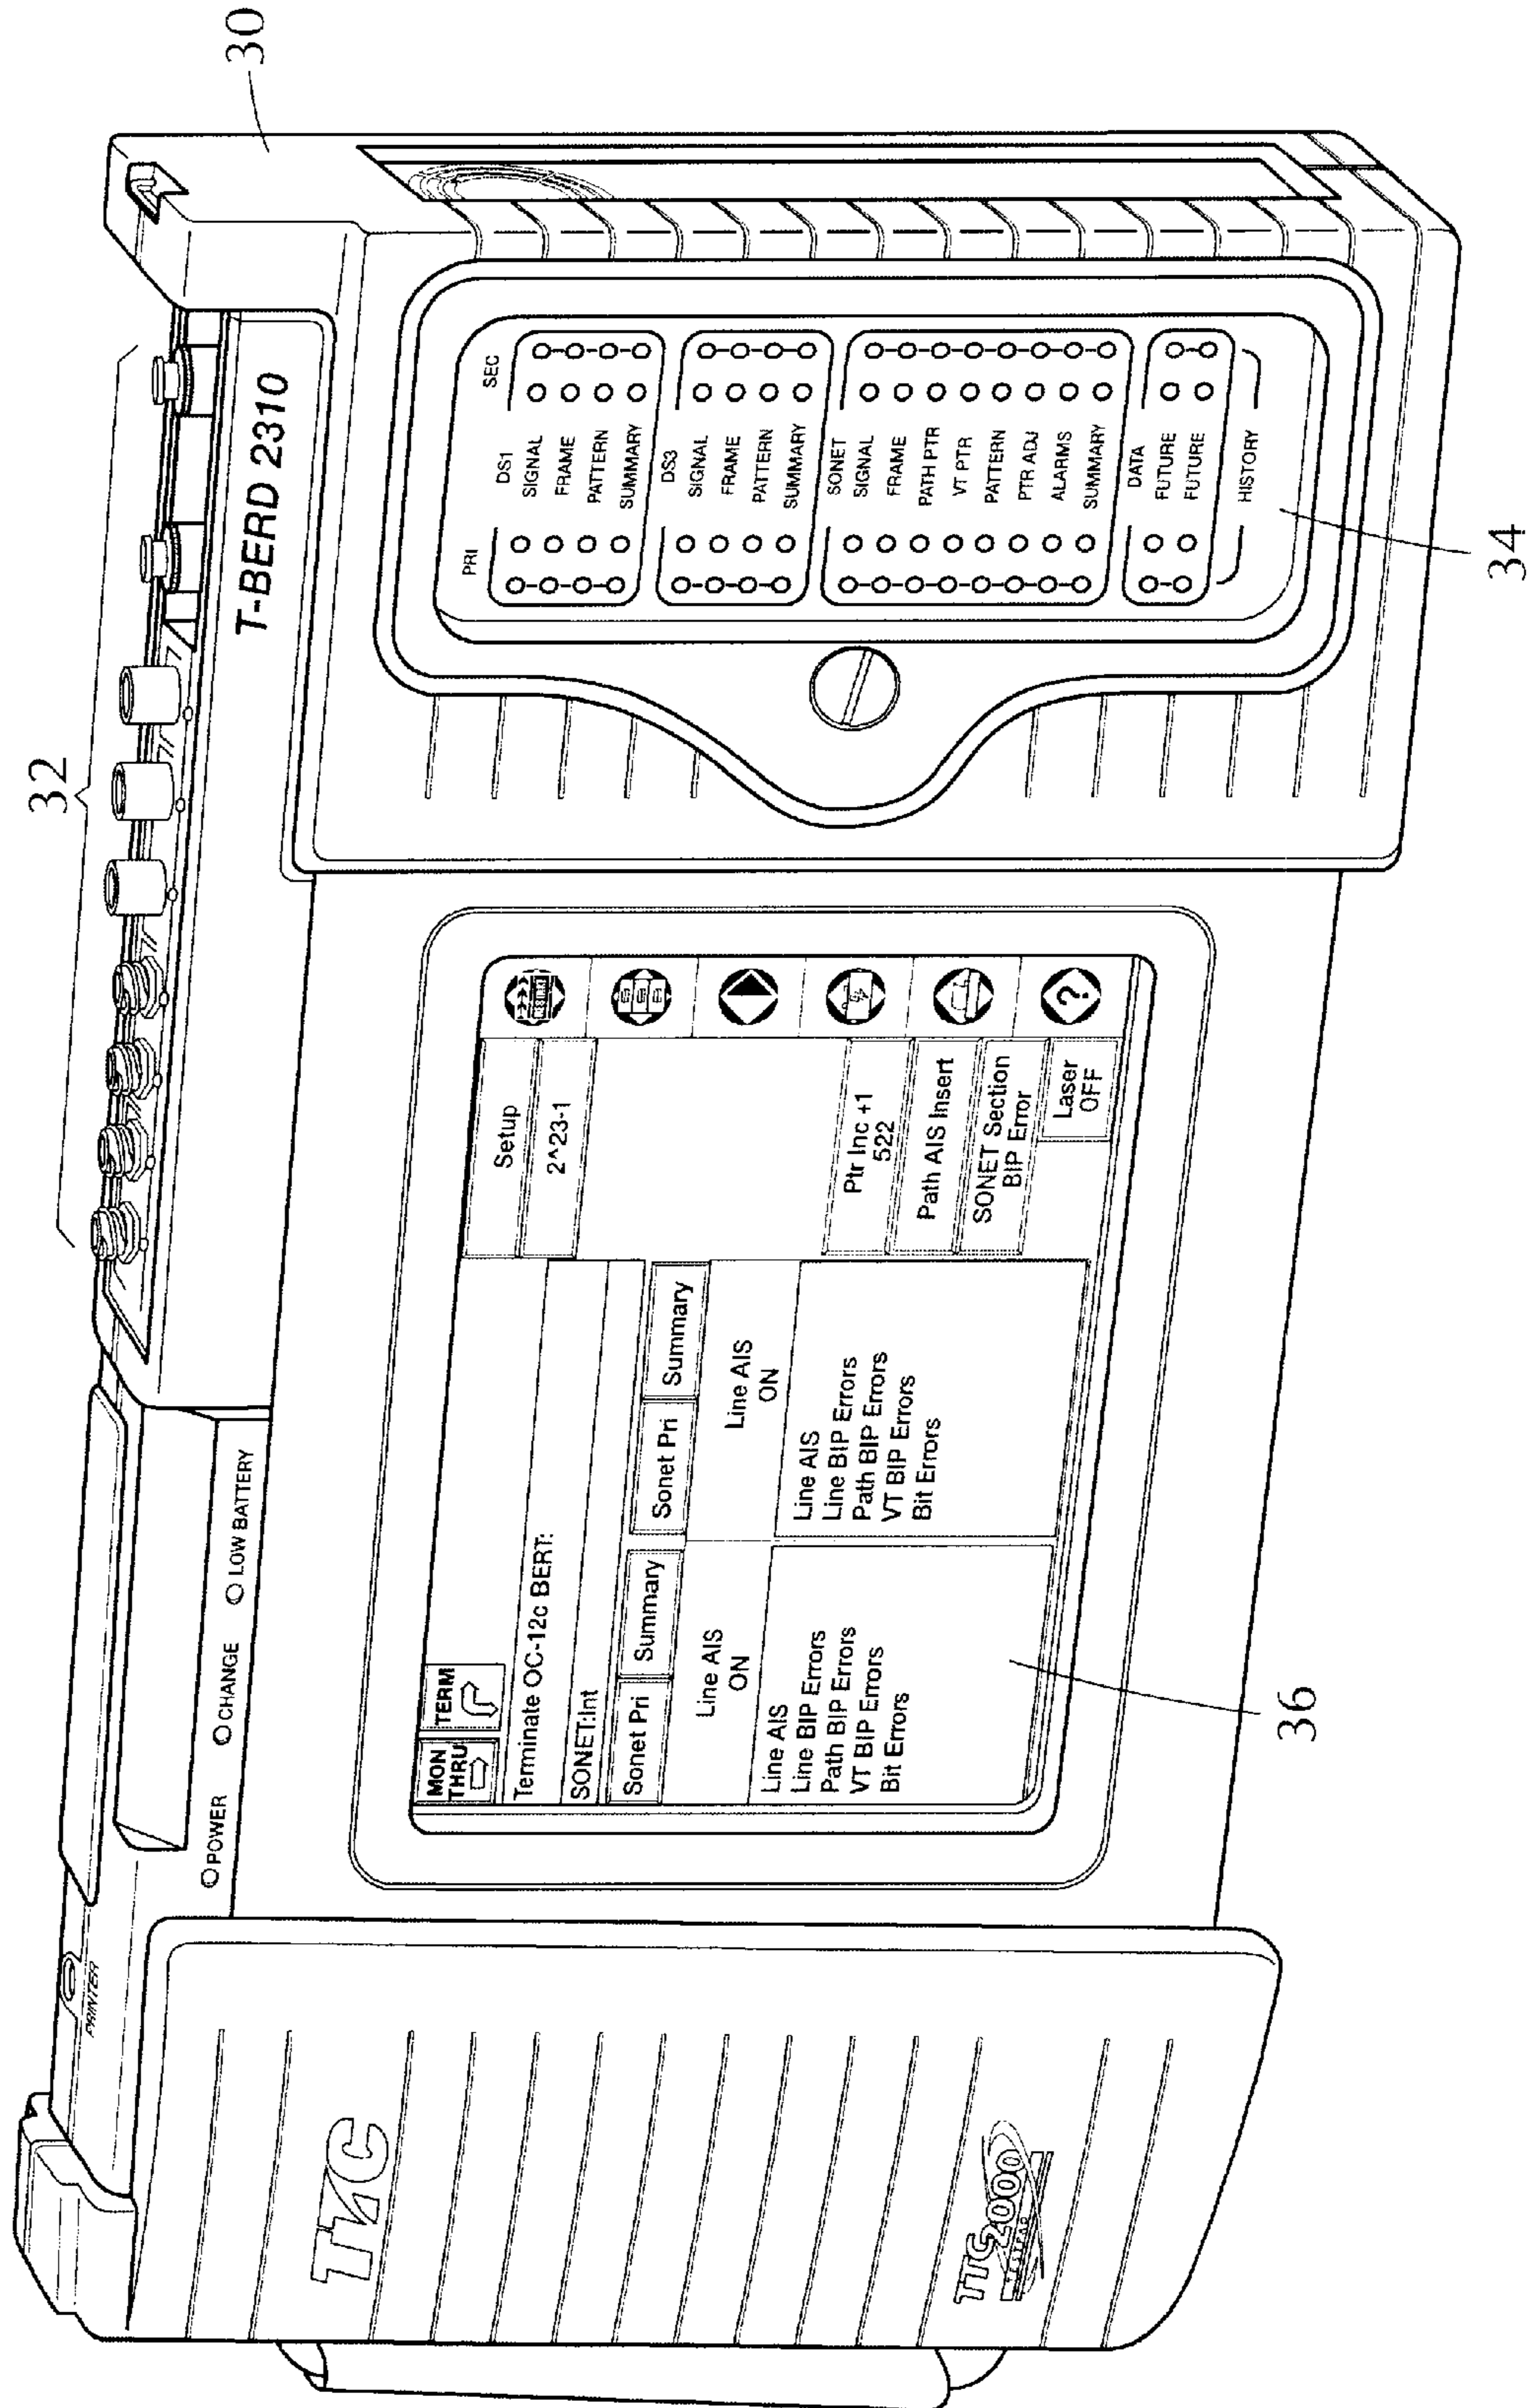 30
32
T-BERD 2310
PRINTER
POWER
CHANGE
LOW BATTERY
TTC
TTC2000
TESTPAD
MON THRU
TERM
Terminate OC-12c BERT:
SONET:Int
Sonet Pri
Summary
Sonet Pri
Summary
Line AIS
ON
Line AIS
ON
Line AIS
Line BIP Errors
Path BIP Errors
VT BIP Errors
Bit Errors
Line AIS
Line BIP Errors
Path BIP Errors
VT BIP Errors
Bit Errors
Setup
2^23-1
Ptr Inc +1
522
Path AIS Insert
SONET Section
BIP Error
Laser
OFF
?
36
PRI
SEC
DS1
SIGNAL
FRAME
PATTERN
SUMMARY
DS3
SIGNAL
FRAME
PATTERN
SUMMARY
SONET
SIGNAL
FRAME
PATH PTR
VT PTR
PATTERN
PTR ADJ
ALARMS
SUMMARY
DATA
FUTURE
FUTURE
HISTORY
34